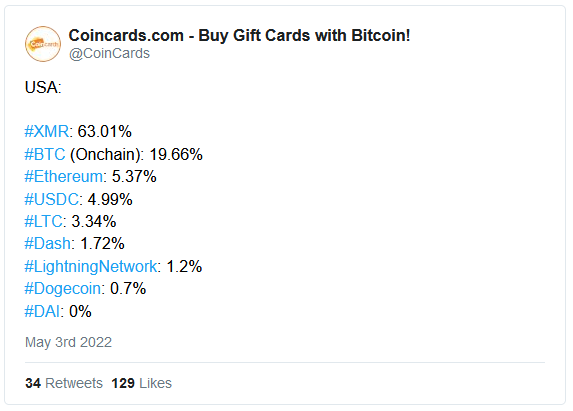 Coincards.com - Buy Gift Cards with Bitcoin!
@CoinCards
USA:
#XMR: 63.01%
#BTC (Onchain): 19.66%
#Ethereum: 5.37%
#USDC: 4.99%
#LTC: 3.34%
#Dash: 1.72%
#LightningNetwork: 1.2%
#Dogecoin: 0.7%
#DAI: 0%
May 3rd 2022
34 Retweets 129 Likes